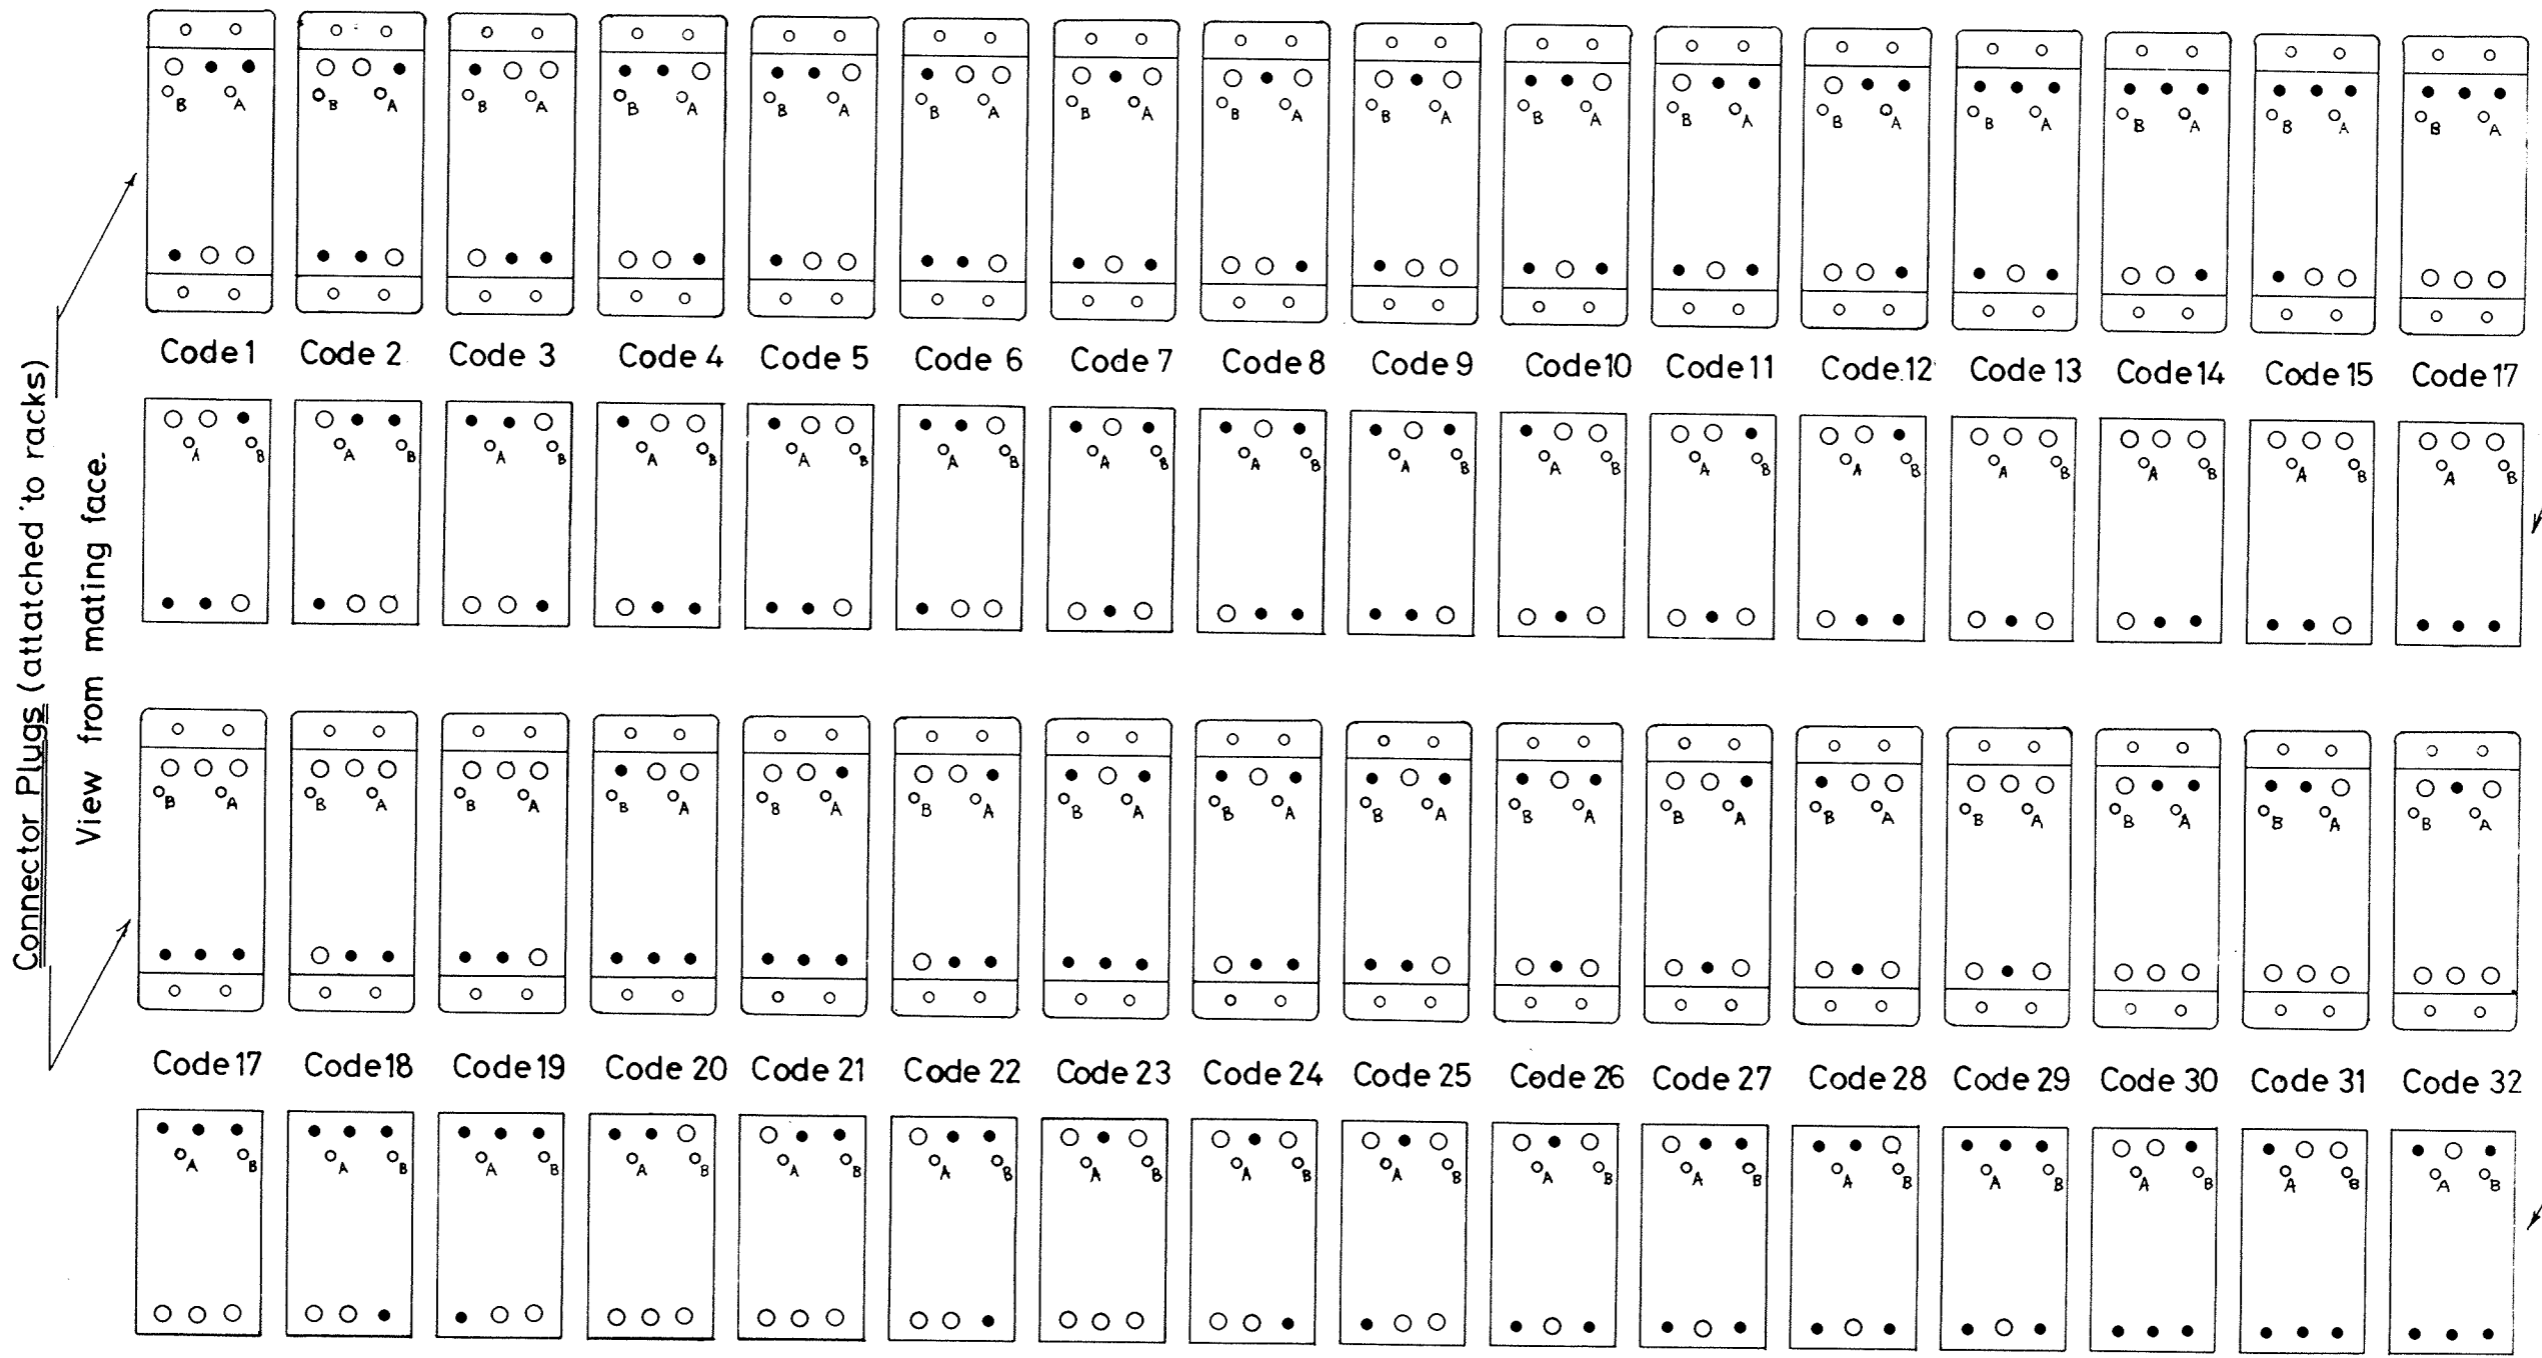 Connector Plugs (attatched to racks)
View from mating face.
B A B A B A B A B A B A B A B A B A B A B A B A B A B A B A B A
Code 1 Code 2 Code 3 Code 4 Code 5 Code 6 Code 7 Code 8 Code 9 Code 10 Code 11 Code 12 Code 13 Code 14 Code 15 Code 17
A B A B A B A B A B A B A B A B A B A B A B A B A B A B A B A B
B A B A B A B A B A B A B A B A B A B A B A B A B A B A B A B A
Code 17 Code 18 Code 19 Code 20 Code 21 Code 22 Code 23 Code 24 Code 25 Code 26 Code 27 Code 28 Code 29 Code 30 Code 31 Code 32
A B A B A B A B A B A B A B A B A B A B A B A B A B A B A B A B